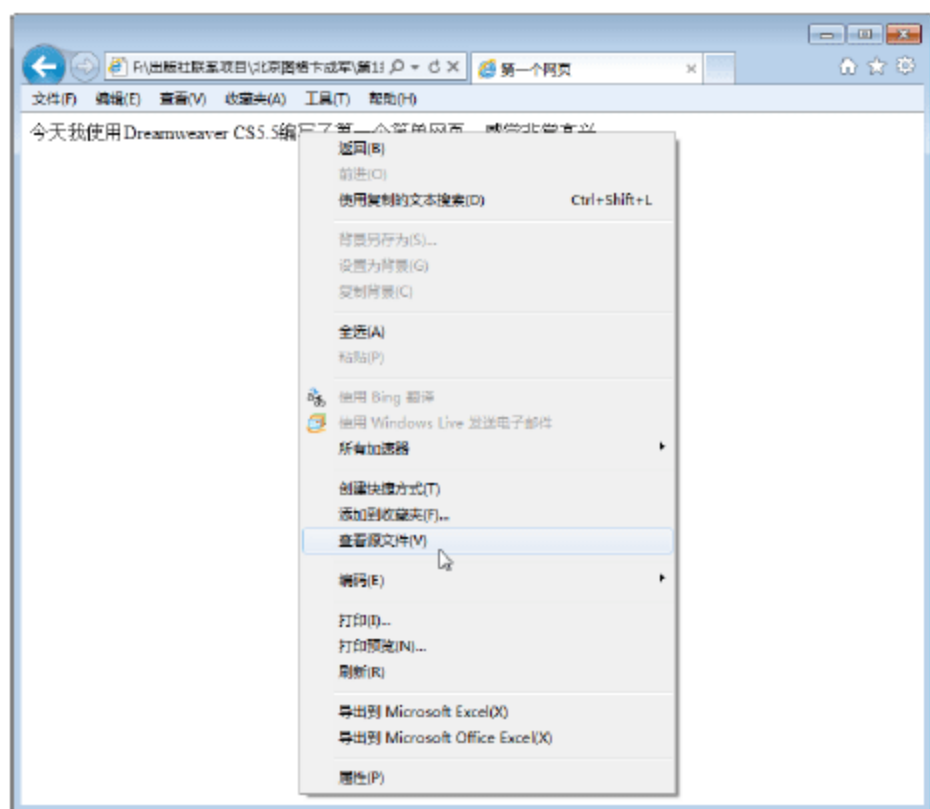 F:\出版社联系项目\北京图格卡成军\第1
第一个网页
文件(F) 编辑(E) 查看(V) 收藏夹(A) 工具(T) 帮助(H)
今天我使用Dreamweaver CS5.5编写了第一个简单网页，感觉非常高兴
返回(B)
前进(O)
使用复制的文本搜索(D) Ctrl+Shift+L
背景另存为(S)...
设置为背景(G)
复制背景(C)
全选(A)
粘贴(P)
使用 Bing 翻译
使用 Windows Live 发送电子邮件
所有加速器
创建快捷方式(T)
添加到收藏夹(F)...
查看源文件(V)
编码(E)
打印(I)...
打印预览(N)...
刷新(R)
导出到 Microsoft Excel(X)
导出到 Microsoft Office Excel(X)
属性(P)